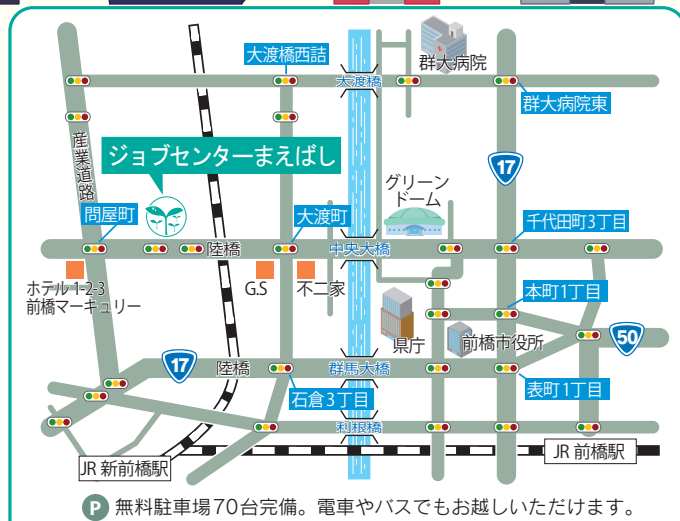 大渡橋西詰
群大病院
大渡橋
群大病院東
産業道路
ジョブセンターまえばし
17
グリーン
ドーム
問屋町
大渡町
千代田町3丁目
陸橋
中央大橋
ホテル 1-2-3
前橋マーキュリー
G.S
不二家
本町1丁目
県庁
前橋市役所
50
17
陸橋
群馬大橋
石倉3丁目
表町1丁目
利根橋
JR 新前橋駅
JR 前橋駅
P 無料駐車場70台完備。電車やバスでもお越しいただけます。